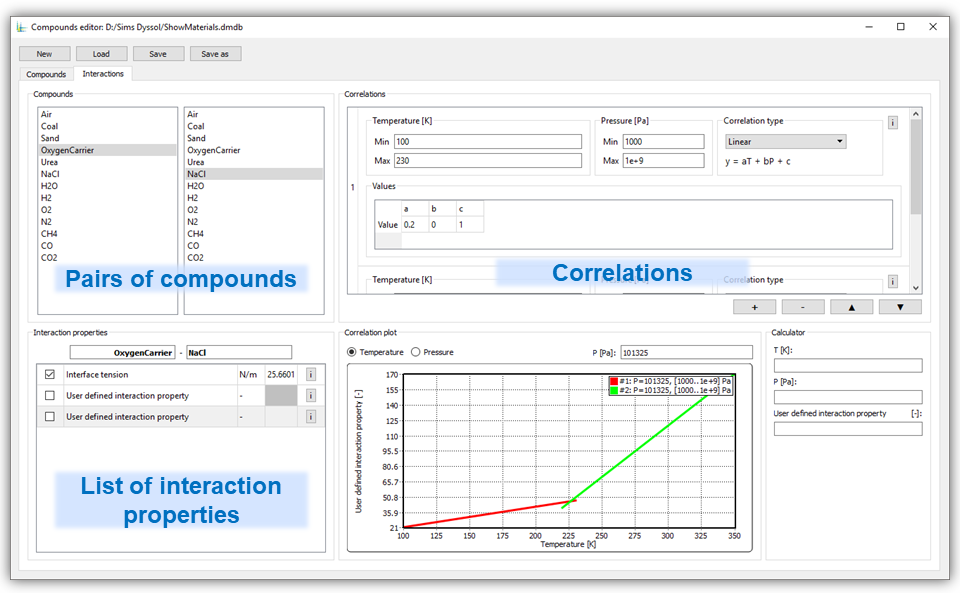 Compounds editor: D:/Sims Dyssol/ShowMaterials.dmdb
New Load Save Save as
Compounds Interactions
Compounds
Air Air
Coal Coal
Sand Sand
OxygenCarrier OxygenCarrier
Urea Urea
NaCl NaCl
H2O H2O
H2 H2
O2 O2
N2 N2
CH4 CH4
CO CO
CO2 CO2
Pairs of compounds
Correlations
Temperature [K] Pressure [Pa] Correlation type i
Min 100 Min 1000 Linear
Max 230 Max 1e+9 y = aT + bP + c
1
Values
a b c
Value 0.2 0 1
Correlations
Temperature [K] Correlation type i
+ - ▲ ▼
Interaction properties
OxygenCarrier - NaCl
Interface tension N/m 25.6601 i
User defined interaction property - i
User defined interaction property - i
List of interaction
properties
Correlation plot
Temperature Pressure P [Pa]: 101325
User defined interaction property [-]
170
155
140
125
110
95.5
80.6
65.7
50.8
35.9
21
#1: P=101325, [1000..1e+9] Pa
#2: P=101325, [1000..1e+9] Pa
100 125 150 175 200 225 250 275 300 325 350
Temperature [K]
Calculator
T [K]:
P [Pa]:
User defined interaction property [-]: